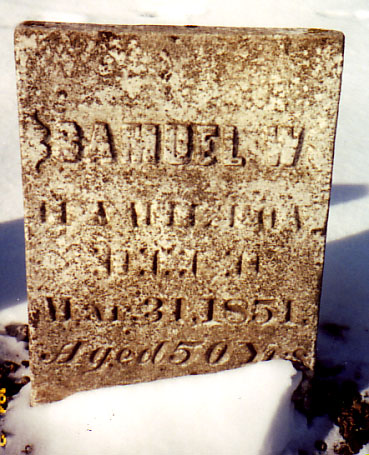 SAMUEL W
DIED
Mar. 31. 1851.
Aged 50 Yrs